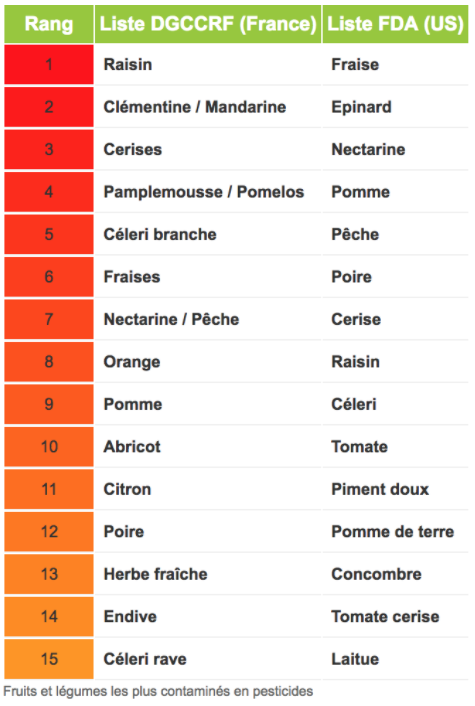 Rang Liste DGCCRF (France) Liste FDA (US)
1 Raisin Fraise
2 Clémentine / Mandarine Epinard
3 Cerises Nectarine
4 Pamplemousse / Pomelos Pomme
5 Céleri branche Pêche
6 Fraises Poire
7 Nectarine / Pêche Cerise
8 Orange Raisin
9 Pomme Céleri
10 Abricot Tomate
11 Citron Piment doux
12 Poire Pomme de terre
13 Herbe fraîche Concombre
14 Endive Tomate cerise
15 Céleri rave Laitue
Fruits et légumes les plus contaminés en pesticides